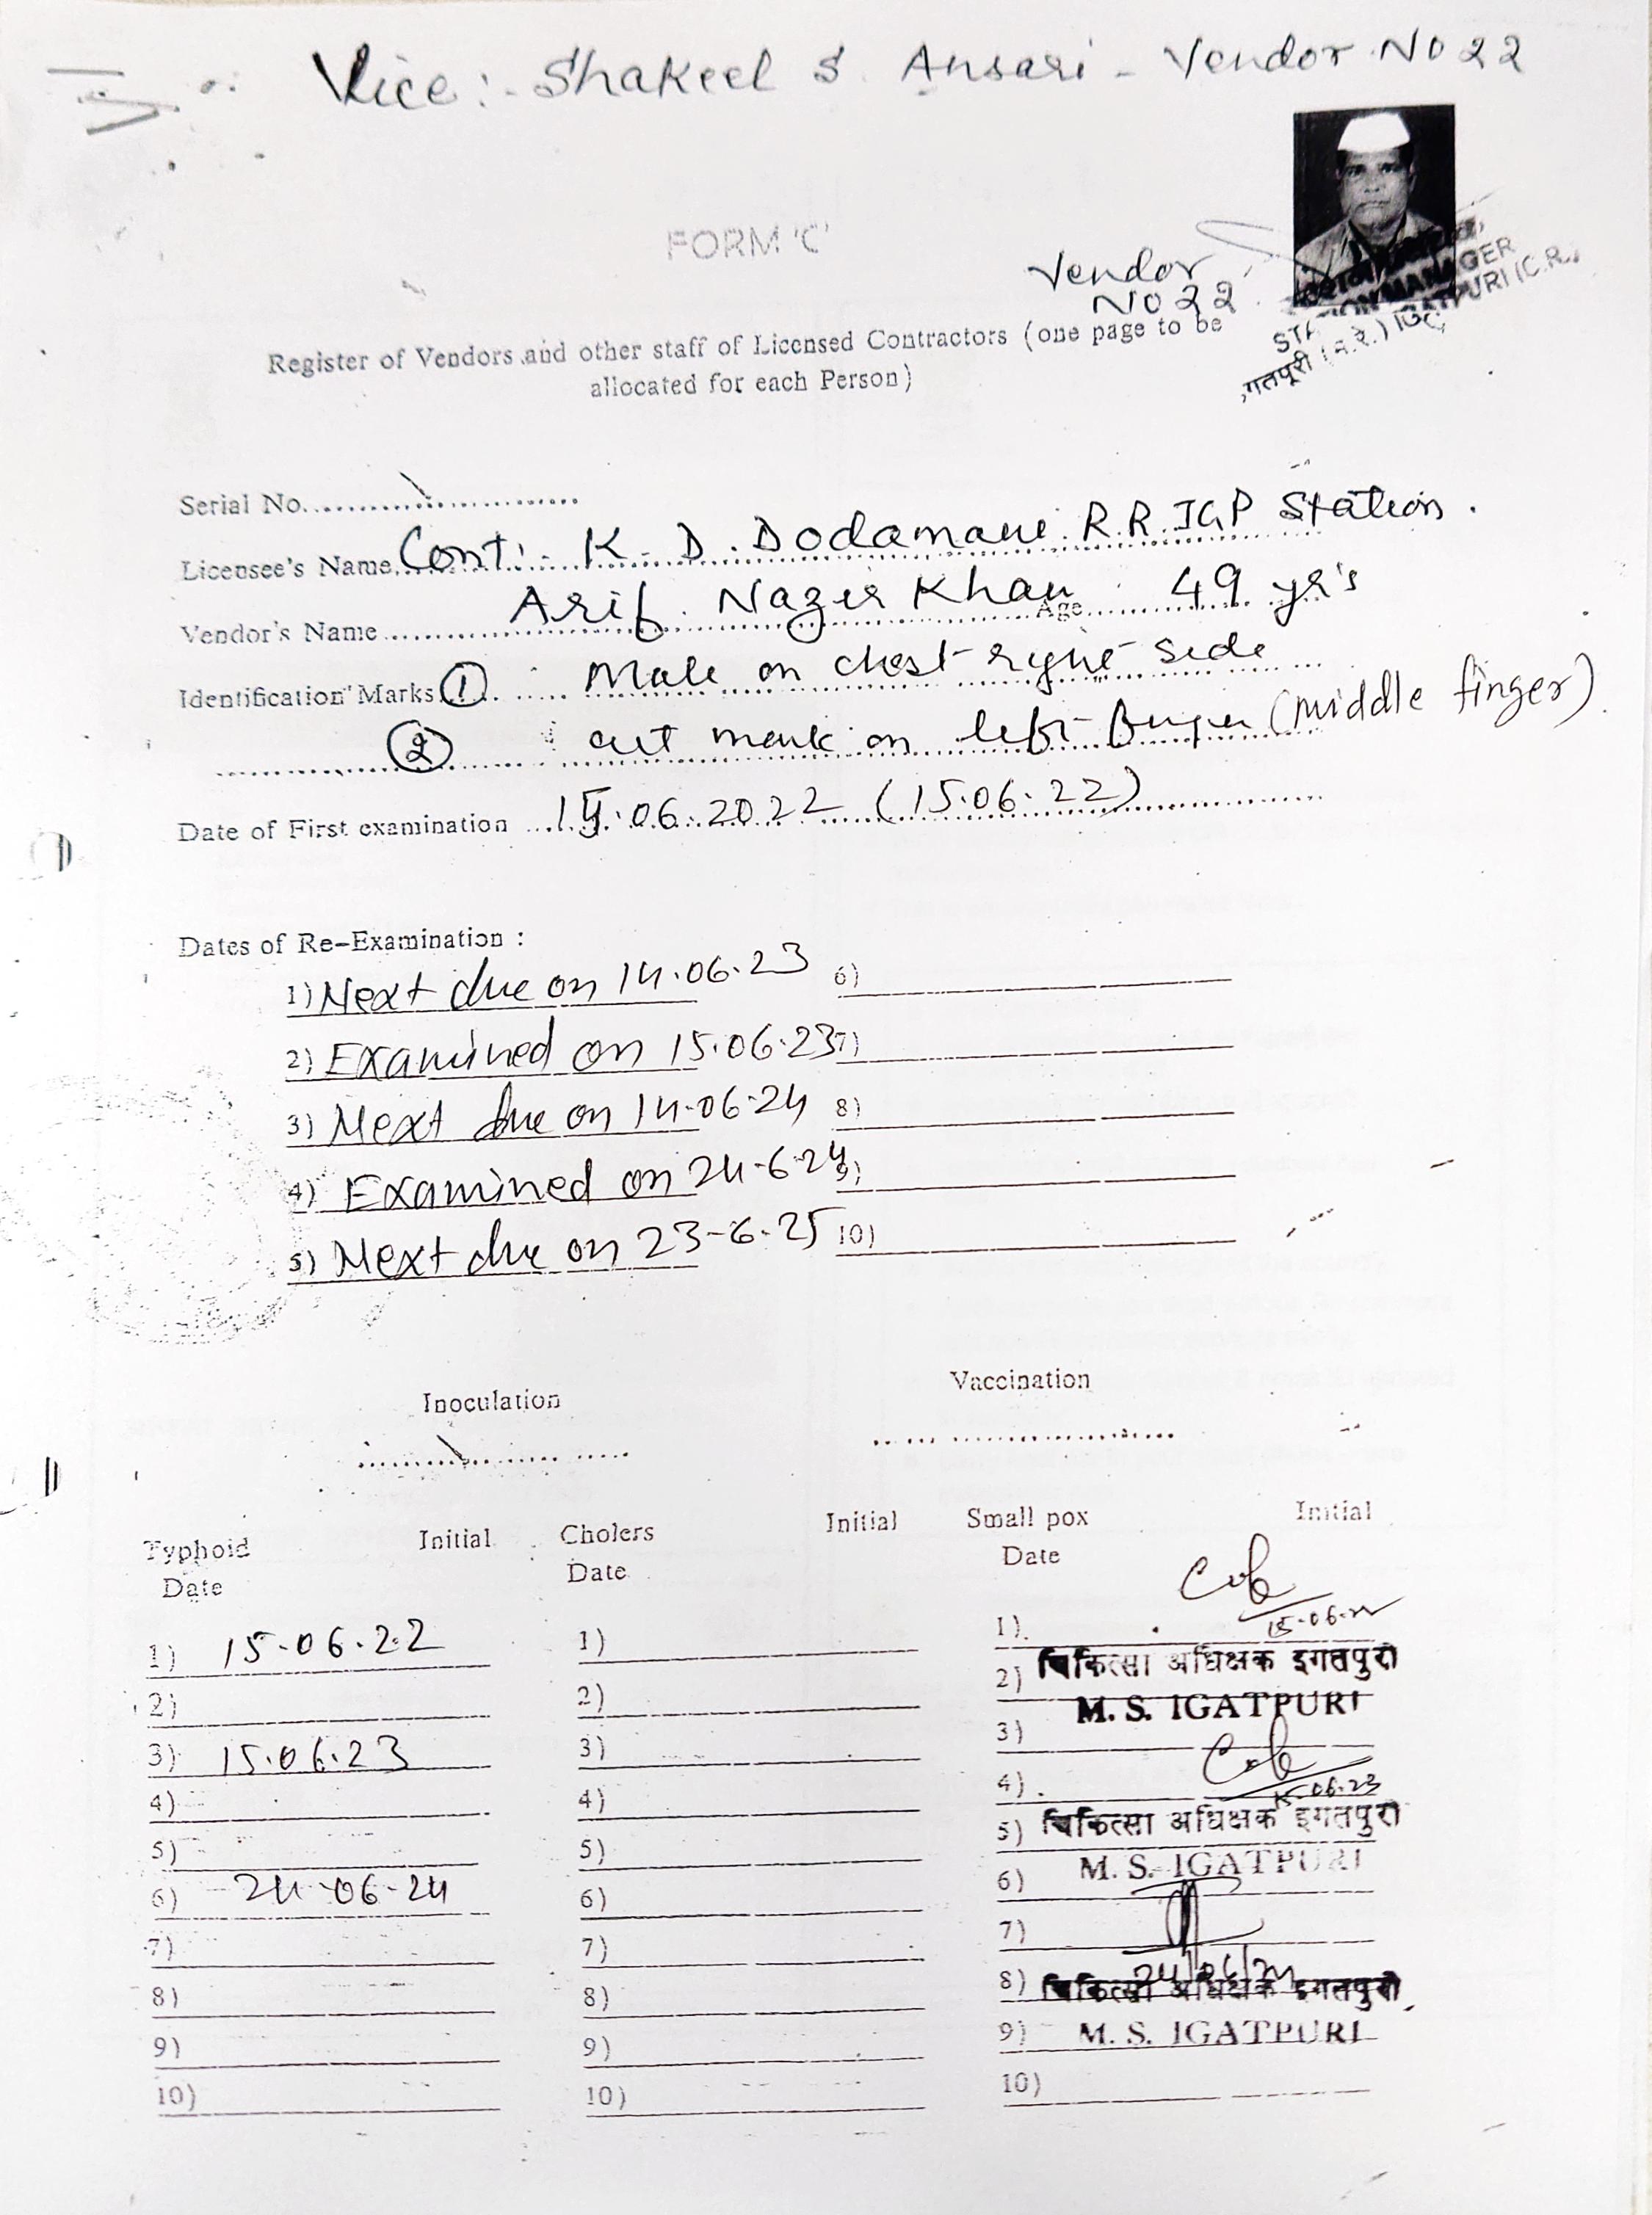 Vice:- Shakeel S. Ansari - Vendor No 22
FORM 'C'
Vendor
No 22
STATION MANAGER
IGATPURI (C.R.)
Register of Vendors and other staff of Licensed Contractors (one page to be
allocated for each Person)
Serial No.
Licensee's Name Cont:- K. D. Dodamane R.R. IGP Station.
Vendor's Name Arif Nazir Khan Age 49 yr's
Identification Marks ① Mole on chest right side
② cut mark on left finger (middle finger)
Date of First examination 15.06.2022 (15.06.22)
Dates of Re-Examination :
1) Next due on 14.06.23 6)
2) Examined on 15.06.23 7)
3) Next due on 14.06.24 8)
4) Examined on 24-6-24 9)
5) Next due on 23-6-25 10)
Inoculation Vaccination
Typhoid Initial Cholers Initial Small pox Initial
Date Date Date
1) 15-06-22 1) 1) 15-06-22
2) 2) 2) चिकित्सा अधिक्षक इगतपुरी
M. S. IGATPURI
3) 15.06.23 3) 3)
4) 4) 4) 15-06-23
5) 5) 5) चिकित्सा अधिक्षक इगतपुरी
6) 24-06-24 6) 6) M. S. IGATPURI
7) 7) 7)
24/06/24
8) 8) 8) चिकित्सा अधिक्षक इगतपुरी
9) 9) 9) M. S. IGATPURI
10) 10) 10)